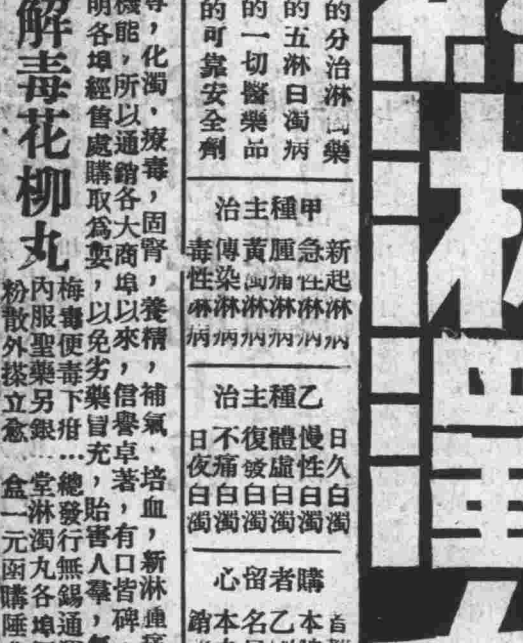 的分治淋藥
的五淋白濁病
的一切醫藥品
的可靠安全劑
甲種主治
新起淋病
急性淋病
腫痛淋病
黃濁淋病
傳染淋病
毒性淋病
乙種主治
日久白濁
慢性白濁
體虛白濁
復發白濁
不痛白濁
日夜白濁
購者留心
首
本
乙
名
本
銷
，化濁，療毒，固腎，養精，補氣 培血，新淋腫痛
機能，所以通銷各大商埠以來，信譽卓著，有口皆碑
明各埠經售處購取爲要，以免劣藥冒充，貽害人羣，
解毒花柳丸
梅毒便毒下疳…總發行無錫通
內服聖藥另銀…堂淋濁丸各埠
粉散外搽立愈 盒一元函購